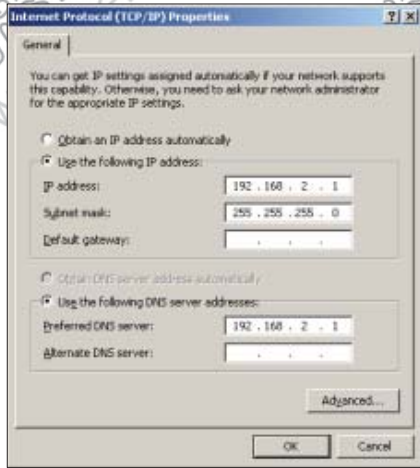 Internet Protocol (TCP/IP) Properties
General
You can get IP settings assigned automatically if your network supports
this capability. Otherwise, you need to ask your network administrator
for the appropriate IP settings.
Obtain an IP address automatically
Use the following IP address:
IP address: 192 . 168 . 2 . 1
Subnet mask: 255 . 255 . 255 . 0
Default gateway: . . .
Obtain DNS server address automatically
Use the following DNS server addresses:
Preferred DNS server: 192 . 168 . 2 . 1
Alternate DNS server: . . .
Advanced...
OK Cancel